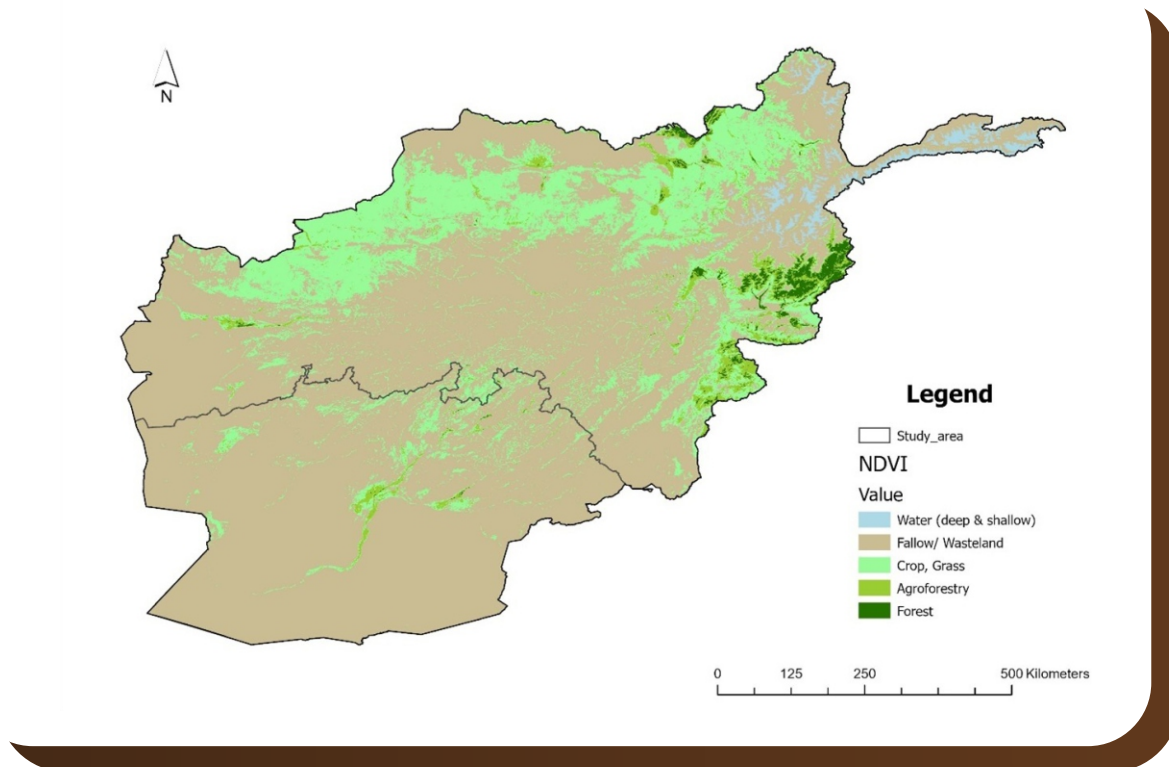 N
Legend
Study_area
NDVI
Value
Water (deep & shallow)
Fallow/ Wasteland
Crop, Grass
Agroforestry
Forest
0 125 250 500 Kilometers